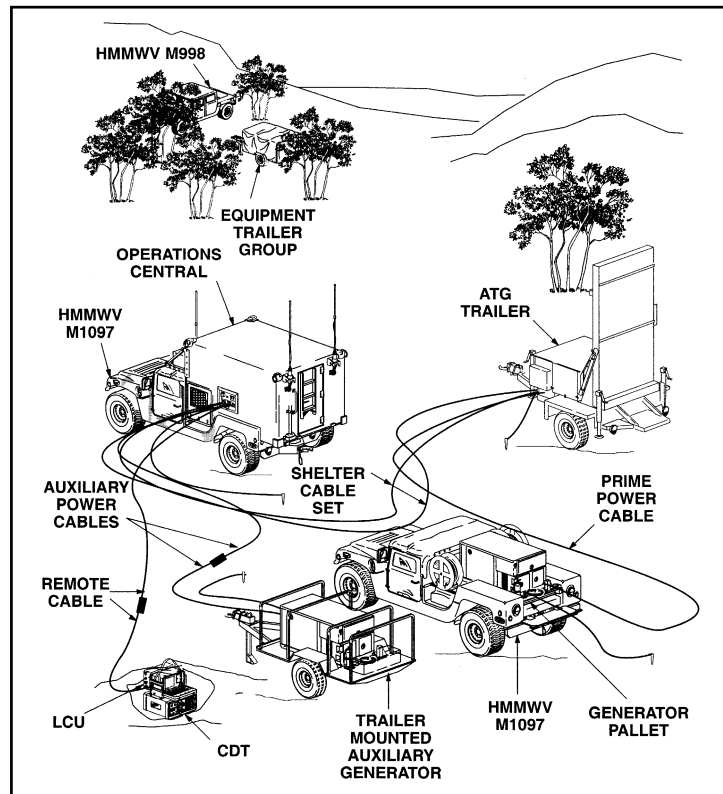 HMMWV M998
EQUIPMENT
TRAILER
GROUP
OPERATIONS
CENTRAL
HMMWV
M1097
ATG
TRAILER
SHELTER
CABLE
SET
AUXILIARY
POWER
CABLES
PRIME
POWER
CABLE
REMOTE
CABLE
LCU
CDT
TRAILER
MOUNTED
AUXILIARY
GENERATOR
HMMWV
M1097
GENERATOR
PALLET